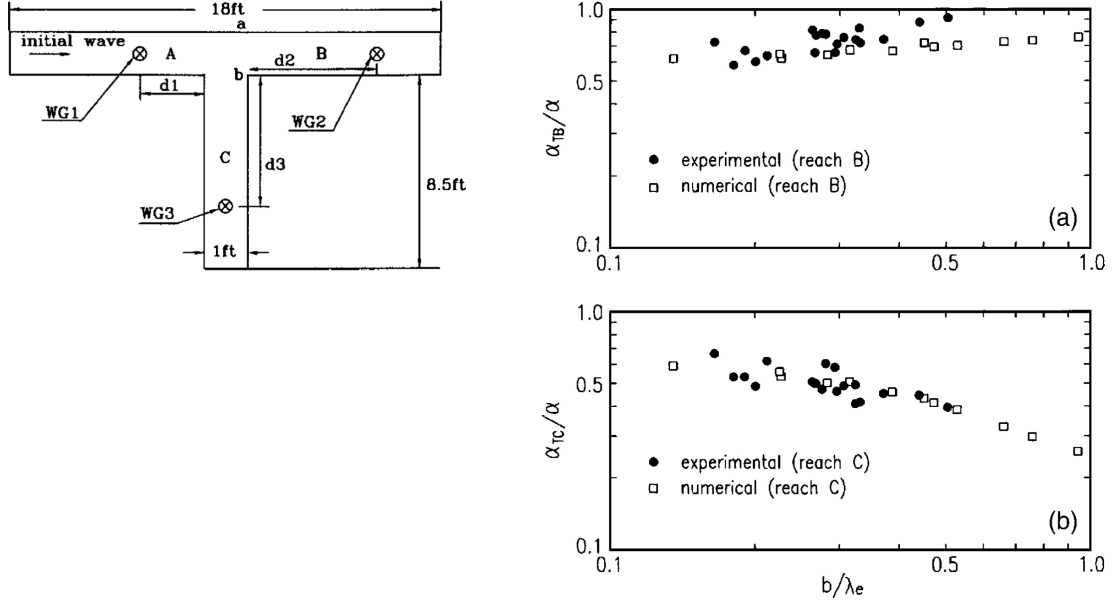 18ft
a
initial wave
A
B
d2
b
d1
WG1
WG2
C
d3
8.5ft
WG3
1ft
1.0
0.5
α_TB/α
● experimental (reach B)
□ numerical (reach B)
(a)
0.1
0.1
0.5
1.0
1.0
0.5
α_TC/α
● experimental (reach C)
□ numerical (reach C)
(b)
0.1
0.1
0.5
1.0
b/λ_e